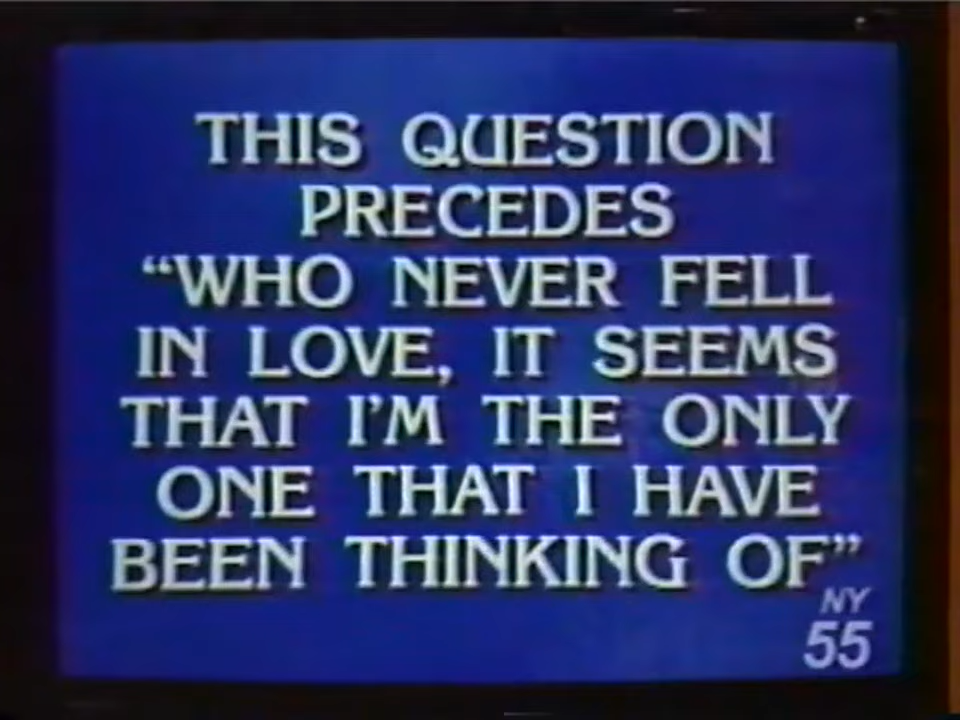 THIS QUESTION
PRECEDES
“WHO NEVER FELL
IN LOVE, IT SEEMS
THAT I'M THE ONLY
ONE THAT I HAVE
BEEN THINKING OF”
NY
55